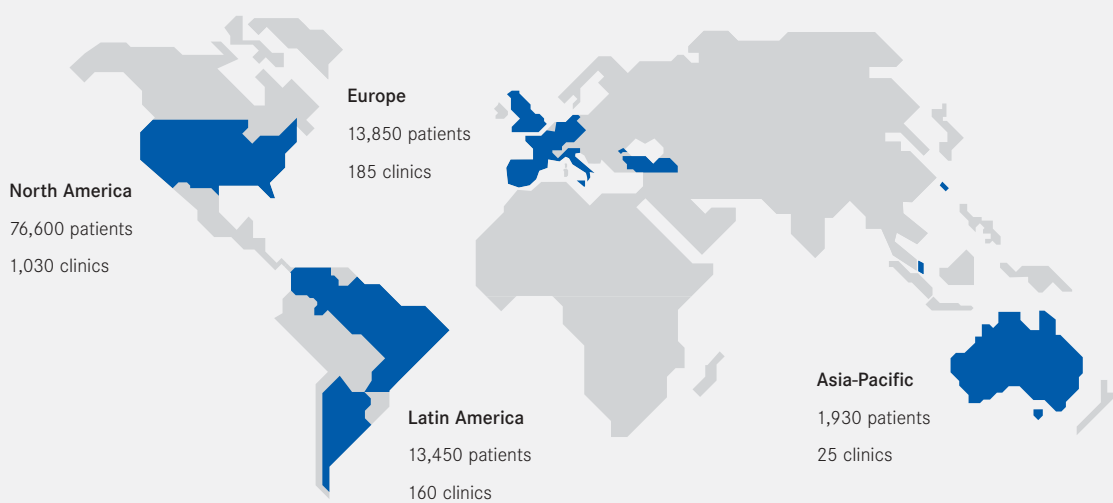 Europe
13,850 patients
185 clinics
North America
76,600 patients
1,030 clinics
Latin America
13,450 patients
160 clinics
Asia-Pacific
1,930 patients
25 clinics